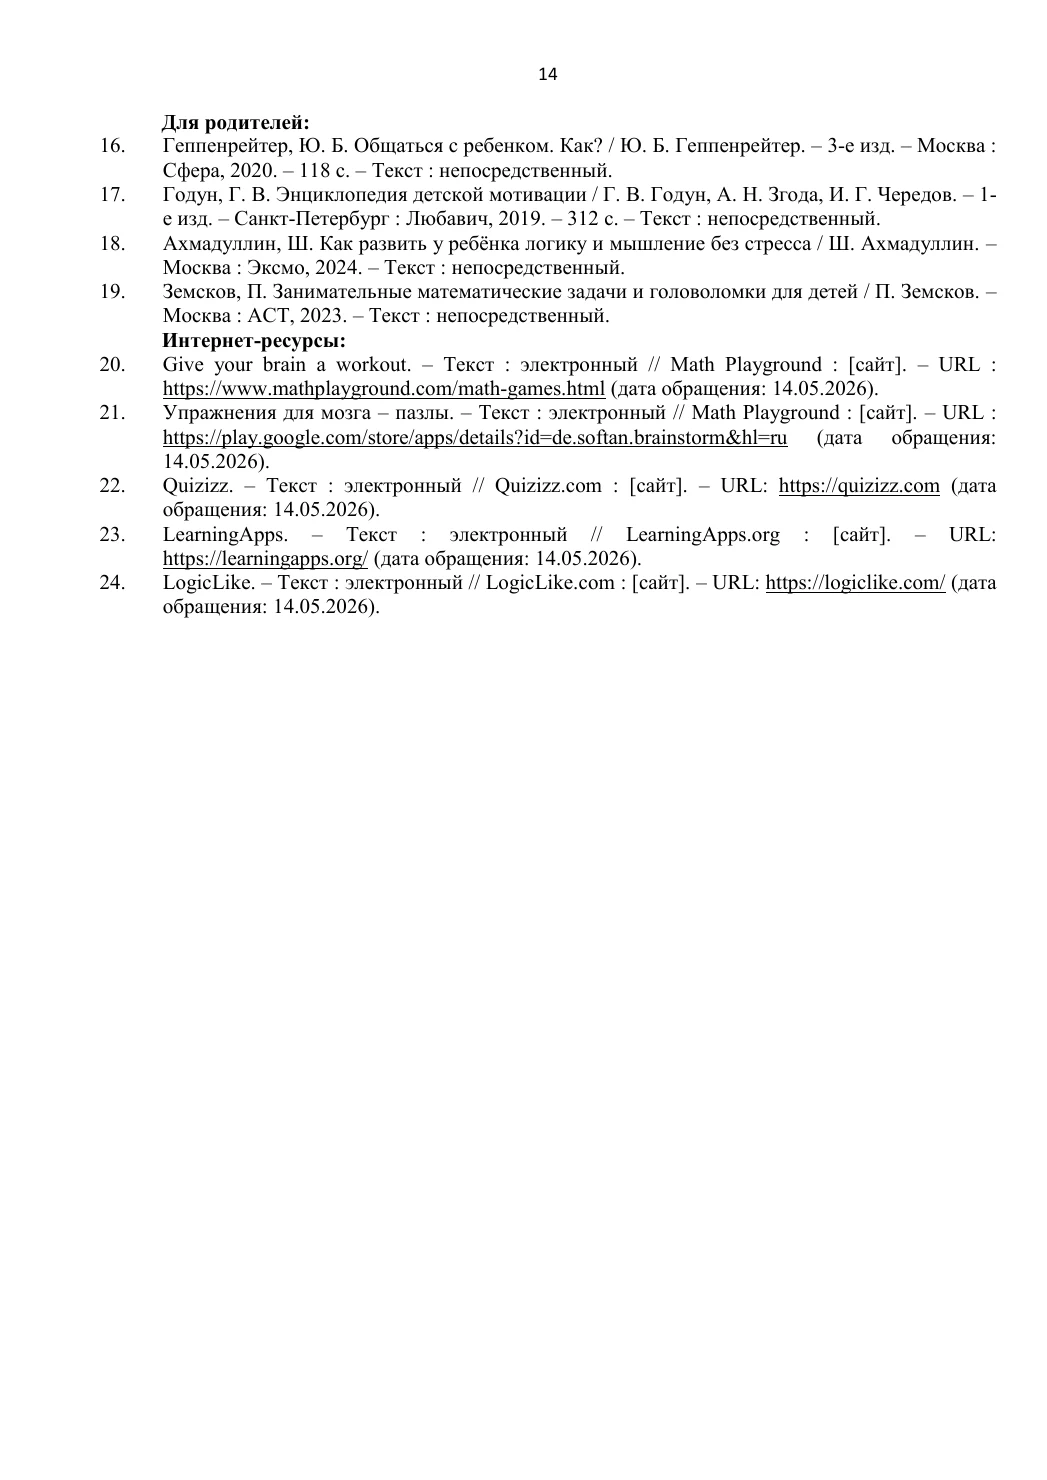 14
Для родителей:
16. Геппенрейтер, Ю. Б. Общаться с ребенком. Как? / Ю. Б. Геппенрейтер. – 3-е изд. – Москва :
Сфера, 2020. – 118 с. – Текст : непосредственный.
17. Годун, Г. В. Энциклопедия детской мотивации / Г. В. Годун, А. Н. Згода, И. Г. Чередов. – 1-
е изд. – Санкт-Петербург : Любавич, 2019. – 312 с. – Текст : непосредственный.
18. Ахмадуллин, Ш. Как развить у ребёнка логику и мышление без стресса / Ш. Ахмадуллин. –
Москва : Эксмо, 2024. – Текст : непосредственный.
19. Земсков, П. Занимательные математические задачи и головоломки для детей / П. Земсков. –
Москва : АСТ, 2023. – Текст : непосредственный.
Интернет-ресурсы:
20. Give your brain a workout. – Текст : электронный // Math Playground : [сайт]. – URL :
https://www.mathplayground.com/math-games.html (дата обращения: 14.05.2026).
21. Упражнения для мозга – пазлы. – Текст : электронный // Math Playground : [сайт]. – URL :
https://play.google.com/store/apps/details?id=de.softan.brainstorm&hl=ru (дата обращения:
14.05.2026).
22. Quizizz. – Текст : электронный // Quizizz.com : [сайт]. – URL: https://quizizz.com (дата
обращения: 14.05.2026).
23. LearningApps. – Текст : электронный // LearningApps.org : [сайт]. – URL:
https://learningapps.org/ (дата обращения: 14.05.2026).
24. LogicLike. – Текст : электронный // LogicLike.com : [сайт]. – URL: https://logiclike.com/ (дата
обращения: 14.05.2026).